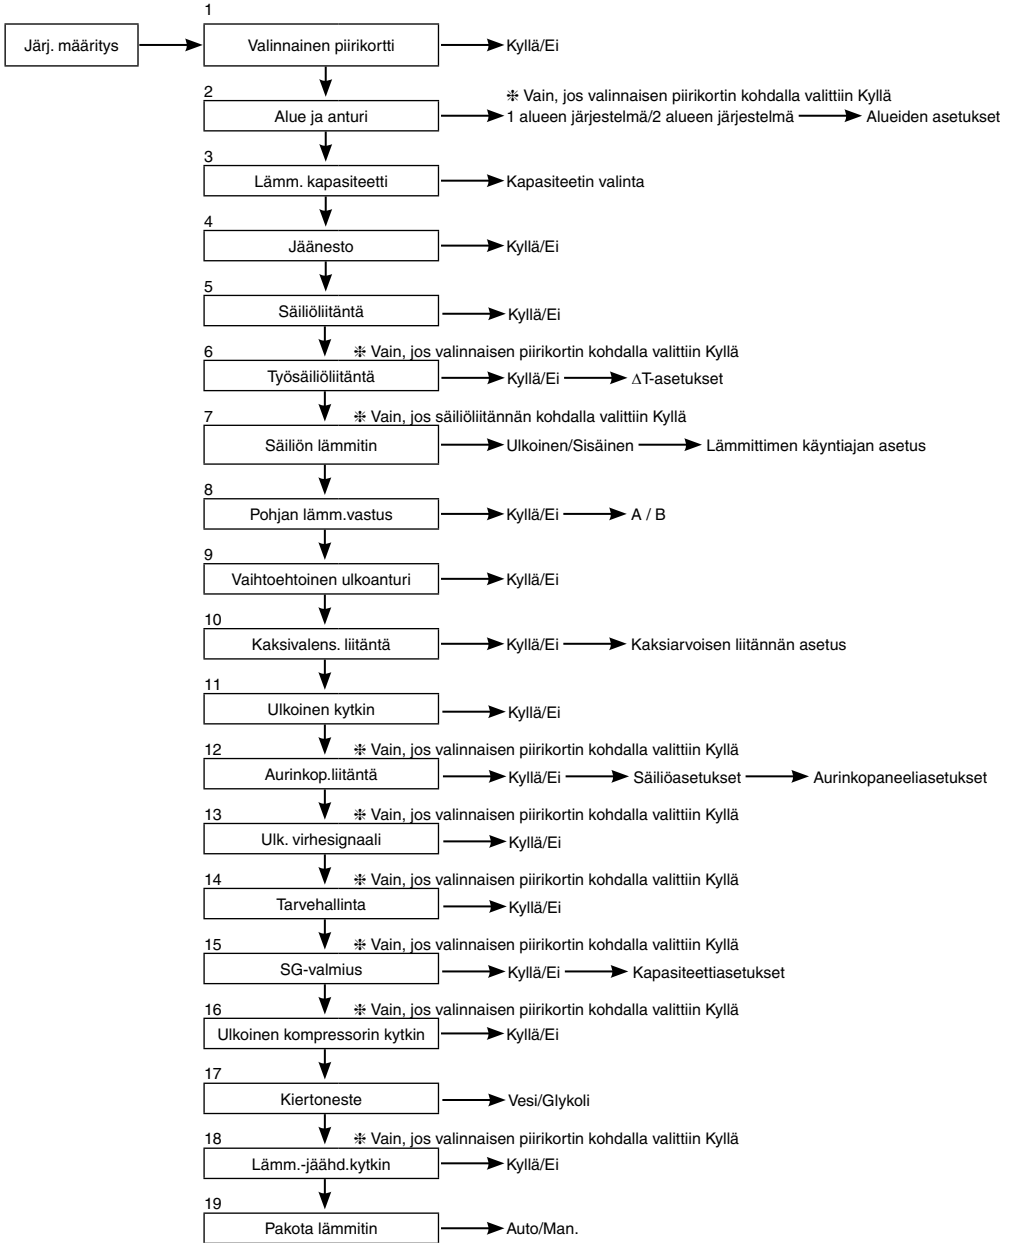 1
Järj. määritys
Valinnainen piirikortti
Kyllä/Ei
❉ Vain, jos valinnaisen piirikortin kohdalla valittiin Kyllä
2
Alue ja anturi
1 alueen järjestelmä/2 alueen järjestelmä
Alueiden asetukset
3
Lämm. kapasiteetti
Kapasiteetin valinta
4
Jäänesto
Kyllä/Ei
5
Säiliöliitäntä
Kyllä/Ei
6
❉ Vain, jos valinnaisen piirikortin kohdalla valittiin Kyllä
Työsäiliöliitäntä
Kyllä/Ei
ΔT-asetukset
7
❉ Vain, jos säiliöliitännän kohdalla valittiin Kyllä
Säiliön lämmitin
Ulkoinen/Sisäinen
Lämmittimen käyntiajan asetus
8
Pohjan lämm.vastus
Kyllä/Ei
A / B
9
Vaihtoehtoinen ulkoanturi
Kyllä/Ei
10
Kaksivalens. liitäntä
Kyllä/Ei
Kaksiarvoisen liitännän asetus
11
Ulkoinen kytkin
Kyllä/Ei
12
❉ Vain, jos valinnaisen piirikortin kohdalla valittiin Kyllä
Aurinkop.liitäntä
Kyllä/Ei
Säiliöasetukset
Aurinkopaneeliasetukset
13
❉ Vain, jos valinnaisen piirikortin kohdalla valittiin Kyllä
Ulk. virhesignaali
Kyllä/Ei
14
❉ Vain, jos valinnaisen piirikortin kohdalla valittiin Kyllä
Tarvehallinta
Kyllä/Ei
15
❉ Vain, jos valinnaisen piirikortin kohdalla valittiin Kyllä
SG-valmius
Kyllä/Ei
Kapasiteettiasetukset
16
❉ Vain, jos valinnaisen piirikortin kohdalla valittiin Kyllä
Ulkoinen kompressorin kytkin
Kyllä/Ei
17
Kiertoneste
Vesi/Glykoli
18
❉ Vain, jos valinnaisen piirikortin kohdalla valittiin Kyllä
Lämm.-jäähd.kytkin
Kyllä/Ei
19
Pakota lämmitin
Auto/Man.